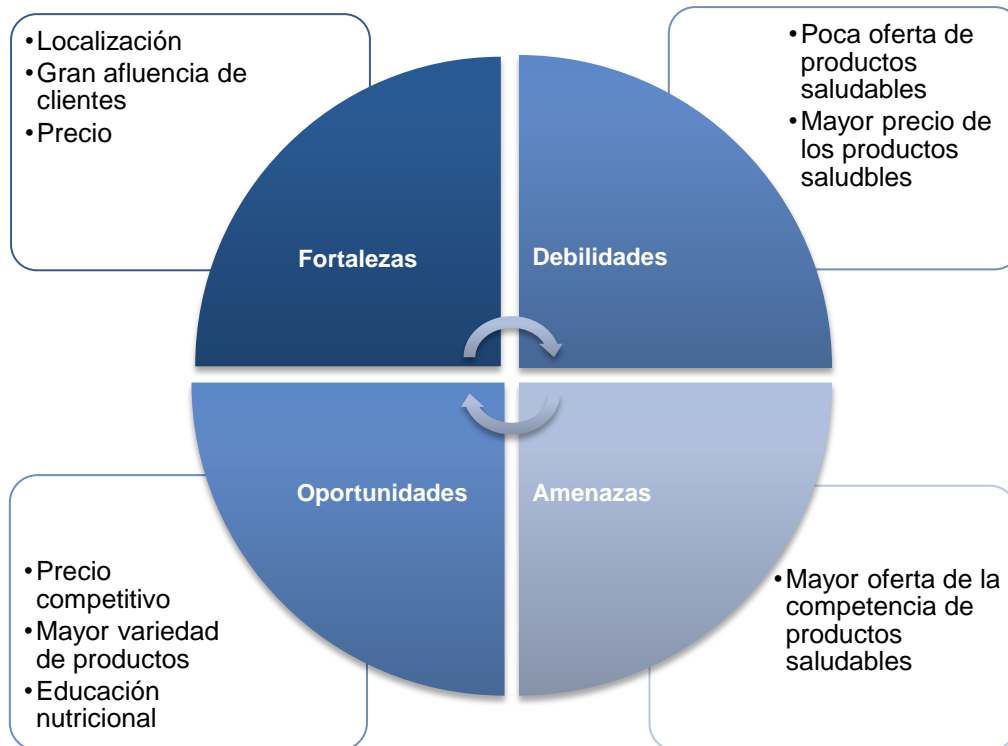 •Localización
•Gran afluencia de
clientes
•Precio
•Poca oferta de
productos
saludables
•Mayor precio de
los productos
saludbles
Fortalezas
Debilidades
Oportunidades
Amenazas
•Precio
competitivo
•Mayor variedad
de productos
•Educación
nutricional
•Mayor oferta de la
competencia de
productos
saludables